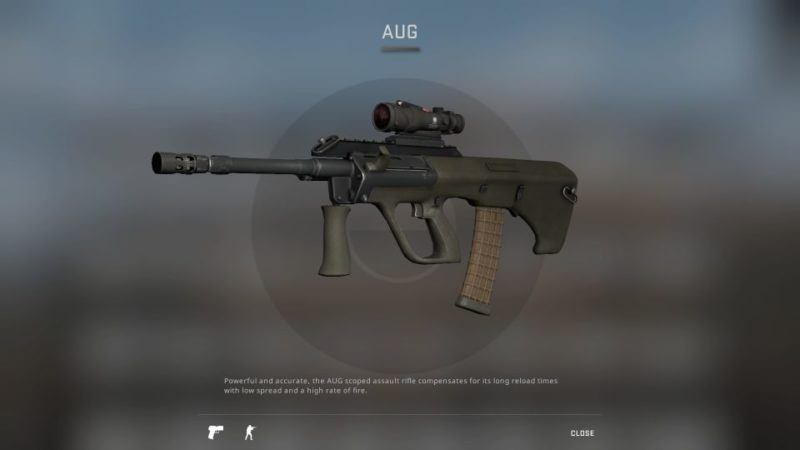 AUG
Powerful and accurate, the AUG scoped assault rifle compensates for its long reload times
with low spread and a high rate of fire.
CLOSE